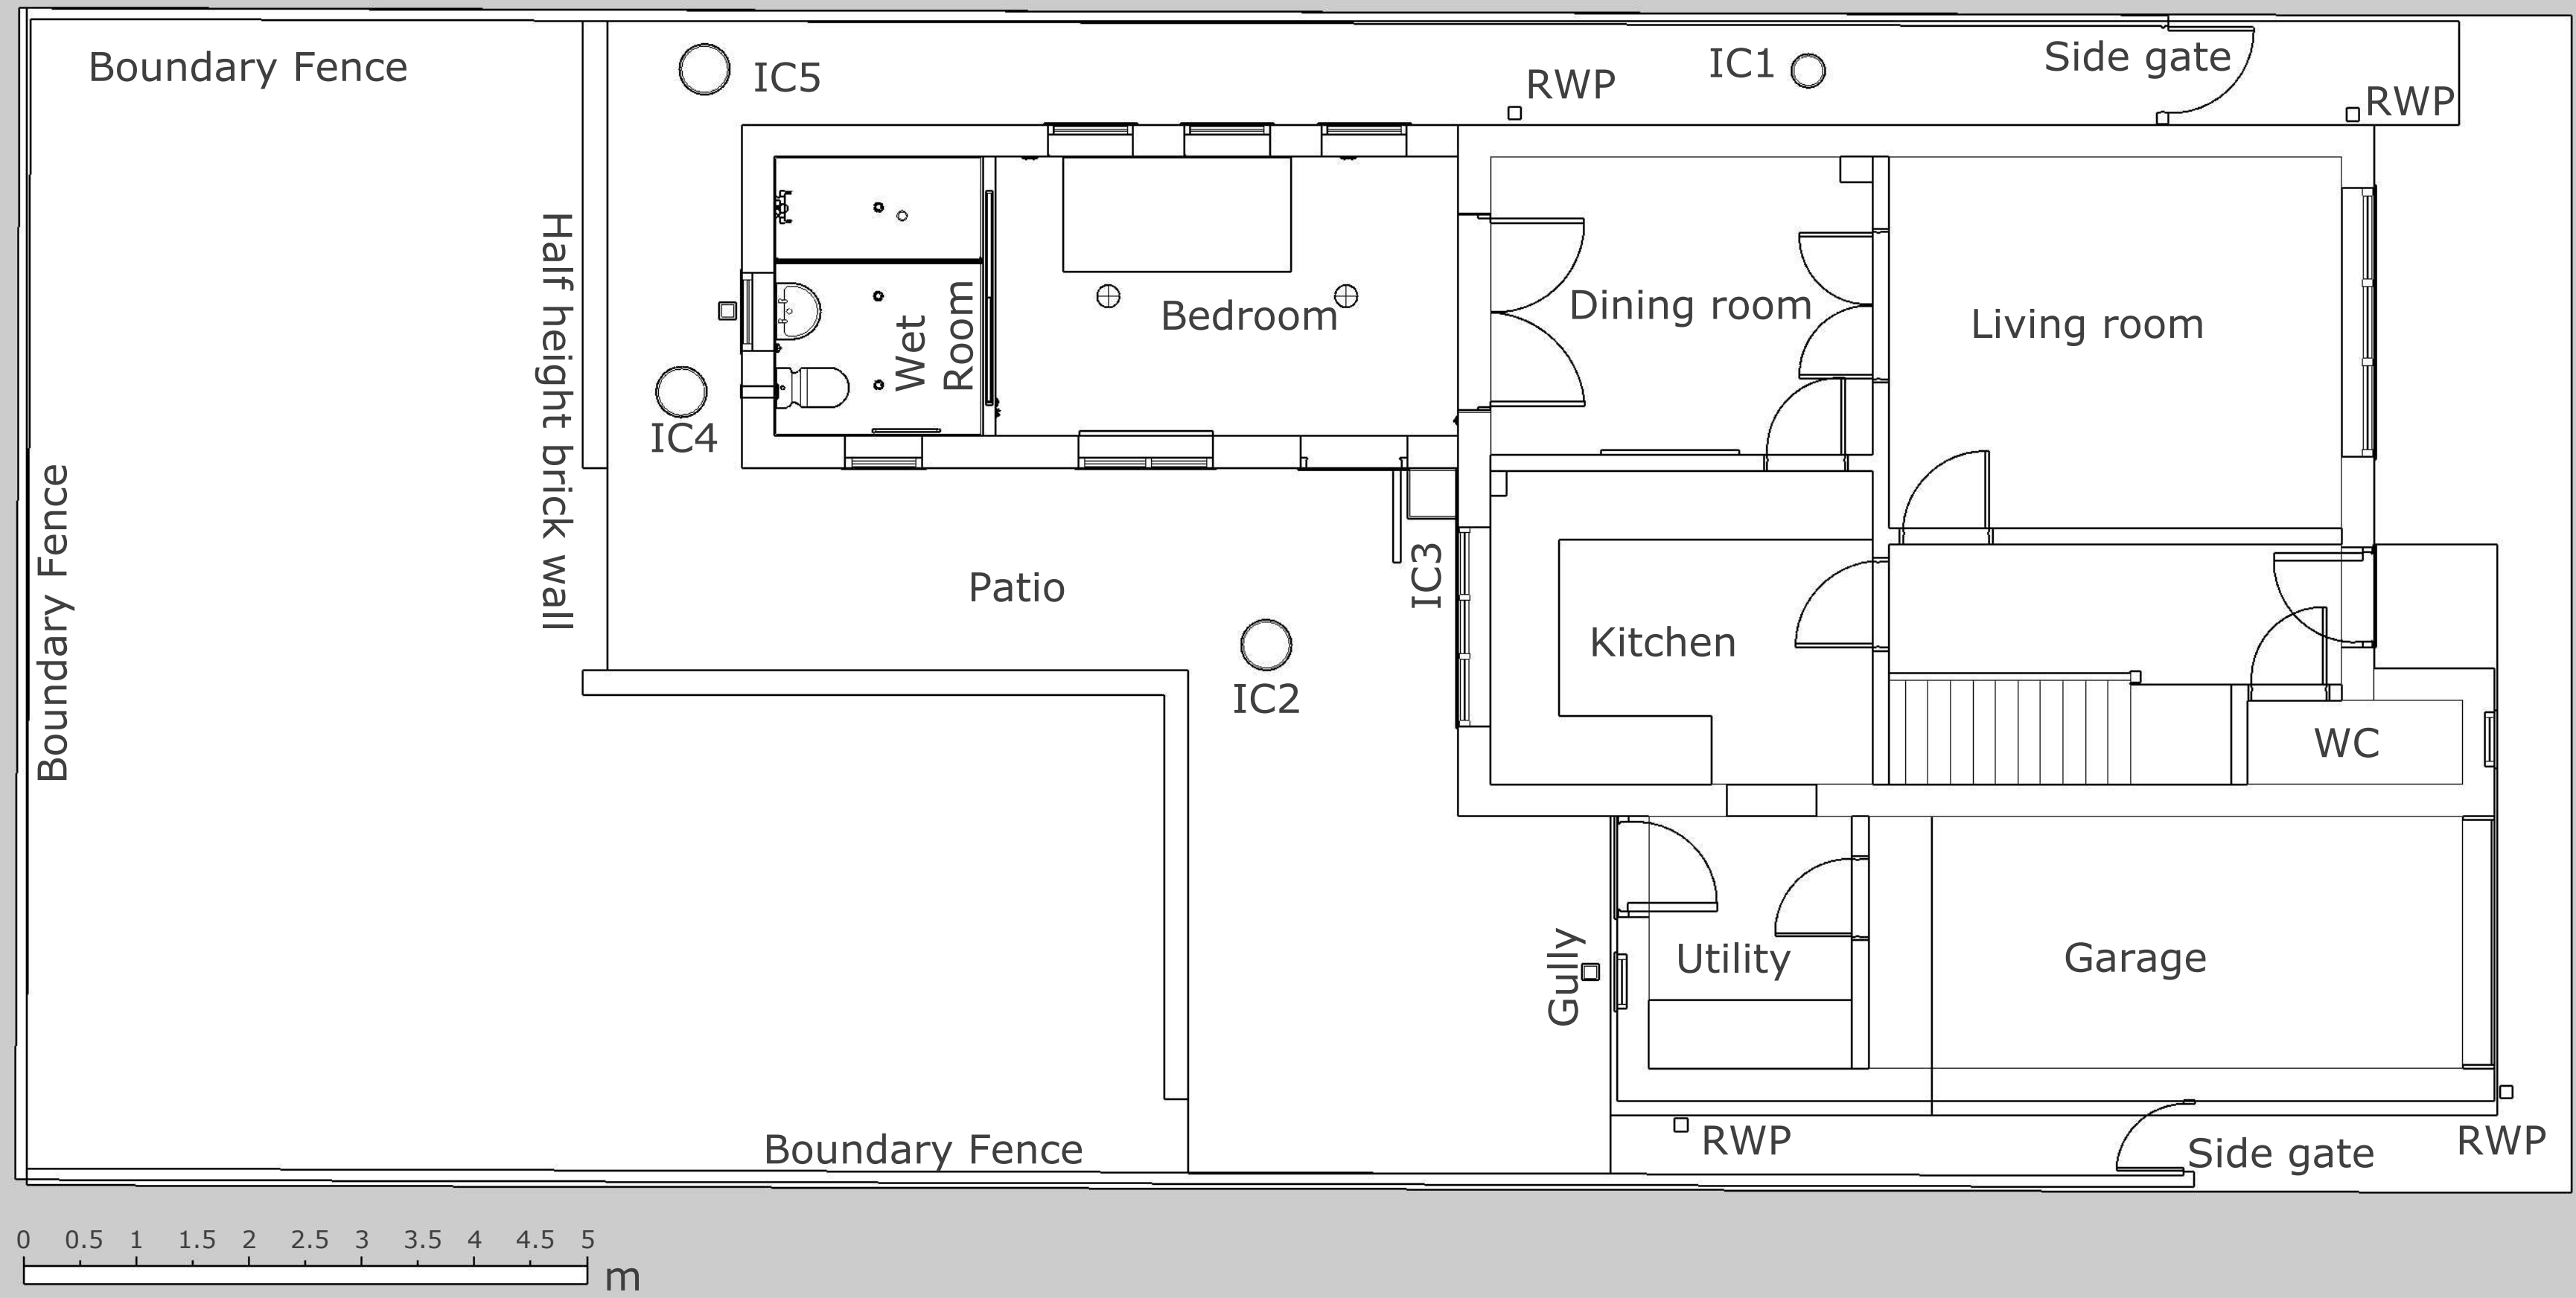 Boundary Fence
IC5
RWP
IC1
Side gate
RWP
Half height brick wall
IC4
Wet
Room
Bedroom
Dining room
Living room
Boundary Fence
Patio
IC3
IC2
Kitchen
WC
Gully
Utility
Garage
Boundary Fence
RWP
Side gate
RWP
0 0.5 1 1.5 2 2.5 3 3.5 4 4.5 5
m